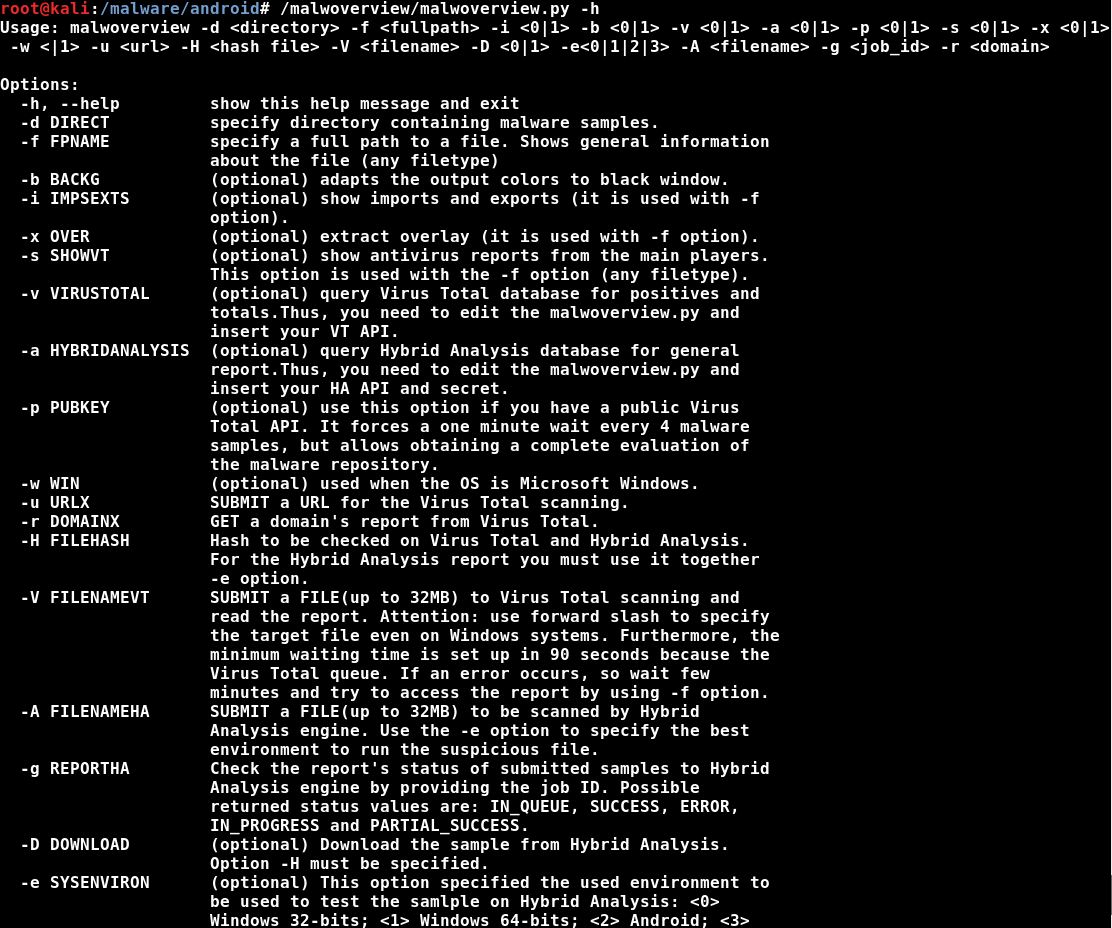 root@kali:/malware/android# /malwoverview/malwoverview.py -h
Usage: malwoverview -d <directory> -f <fullpath> -i <0|1> -b <0|1> -v <0|1> -a <0|1> -p <0|1> -s <0|1> -x <0|1>
-w <|1> -u <url> -H <hash file> -V <filename> -D <0|1> -e<0|1|2|3> -A <filename> -g <job_id> -r <domain>
Options:
-h, --help show this help message and exit
-d DIRECT specify directory containing malware samples.
-f FPNAME specify a full path to a file. Shows general information
about the file (any filetype)
-b BACKG (optional) adapts the output colors to black window.
-i IMPSEXTS (optional) show imports and exports (it is used with -f
option).
-x OVER (optional) extract overlay (it is used with -f option).
-s SHOWVT (optional) show antivirus reports from the main players.
This option is used with the -f option (any filetype).
-v VIRUSTOTAL (optional) query Virus Total database for positives and
totals.Thus, you need to edit the malwoverview.py and
insert your VT API.
-a HYBRIDANALYSIS (optional) query Hybrid Analysis database for general
report.Thus, you need to edit the malwoverview.py and
insert your HA API and secret.
-p PUBKEY (optional) use this option if you have a public Virus
Total API. It forces a one minute wait every 4 malware
samples, but allows obtaining a complete evaluation of
the malware repository.
-w WIN (optional) used when the OS is Microsoft Windows.
-u URLX SUBMIT a URL for the Virus Total scanning.
-r DOMAINX GET a domain's report from Virus Total.
-H FILEHASH Hash to be checked on Virus Total and Hybrid Analysis.
For the Hybrid Analysis report you must use it together
-e option.
-V FILENAMEVT SUBMIT a FILE(up to 32MB) to Virus Total scanning and
read the report. Attention: use forward slash to specify
the target file even on Windows systems. Furthermore, the
minimum waiting time is set up in 90 seconds because the
Virus Total queue. If an error occurs, so wait few
minutes and try to access the report by using -f option.
-A FILENAMEHA SUBMIT a FILE(up to 32MB) to be scanned by Hybrid
Analysis engine. Use the -e option to specify the best
environment to run the suspicious file.
-g REPORTHA Check the report's status of submitted samples to Hybrid
Analysis engine by providing the job ID. Possible
returned status values are: IN_QUEUE, SUCCESS, ERROR,
IN_PROGRESS and PARTIAL_SUCCESS.
-D DOWNLOAD (optional) Download the sample from Hybrid Analysis.
Option -H must be specified.
-e SYSENVIRON (optional) This option specified the used environment to
be used to test the samlple on Hybrid Analysis: <0>
Windows 32-bits; <1> Windows 64-bits; <2> Android; <3>